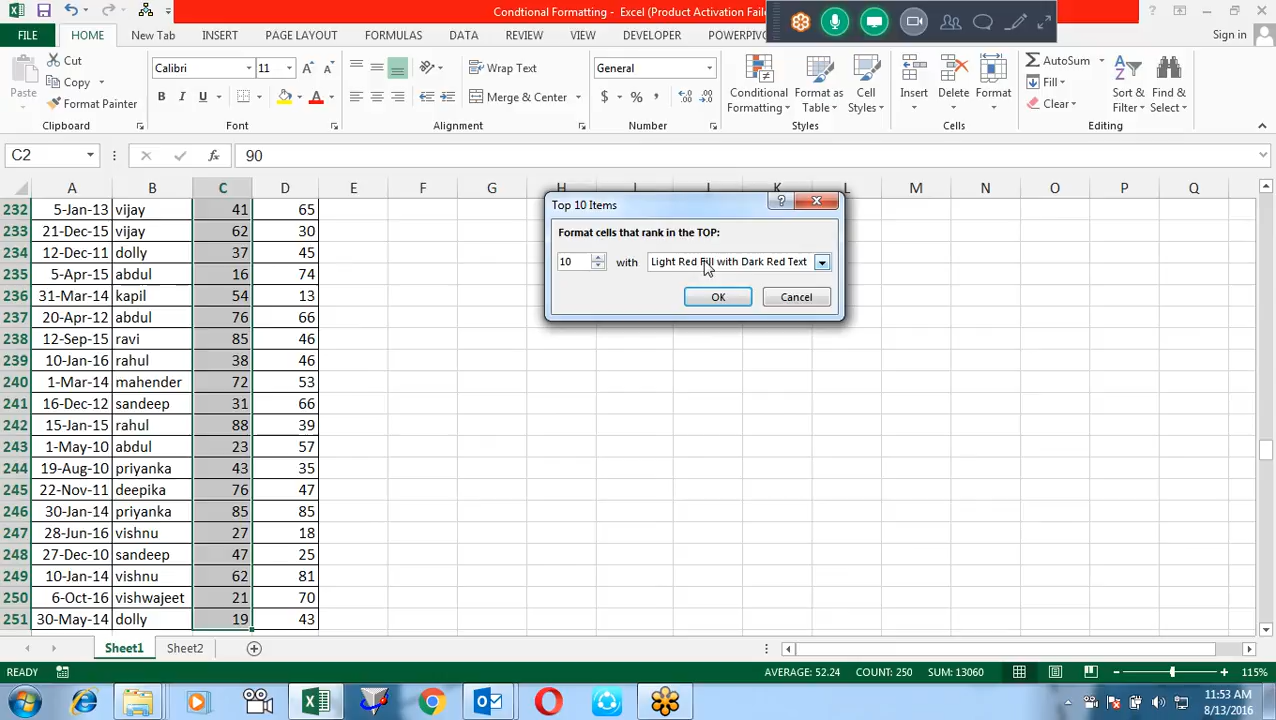 Condtional Formatting - Excel (Product Activation Fail
FILE HOME New Tab INSERT PAGE LAYOUT FORMULAS DATA REVIEW VIEW DEVELOPER POWERPIVOT Sign in
Paste Cut Copy Format Painter
Calibri 11 B I U A
Wrap Text Merge & Center
General $ % ,
Conditional Formatting Format as Table Cell Styles
Insert Delete Format
AutoSum Fill Clear Sort & Filter Find & Select
Clipboard Font Alignment Number Styles Cells Editing
C2 fx 90
A B C D E F G H I J K L M N O P Q
232 5-Jan-13 vijay 41 65
233 21-Dec-15 vijay 62 30
234 12-Dec-11 dolly 37 45
235 5-Apr-15 abdul 16 74
236 31-Mar-14 kapil 54 13
237 20-Apr-12 abdul 76 66
238 12-Sep-15 ravi 85 46
239 10-Jan-16 rahul 38 46
240 1-Mar-14 mahender 72 53
241 16-Dec-12 sandeep 31 66
242 15-Jan-15 rahul 88 39
243 1-May-10 abdul 23 57
244 19-Aug-10 priyanka 43 35
245 22-Nov-11 deepika 76 47
246 30-Jan-14 priyanka 85 85
247 28-Jun-16 vishnu 27 18
248 27-Dec-10 sandeep 47 25
249 10-Jan-14 vishnu 62 81
250 6-Oct-16 vishwajeet 21 70
251 30-May-14 dolly 19 43
Top 10 Items
Format cells that rank in the TOP:
10 with Light Red Fill with Dark Red Text
OK Cancel
Sheet1 Sheet2
READY AVERAGE: 52.24 COUNT: 250 SUM: 13060 115%
11:53 AM
8/13/2016